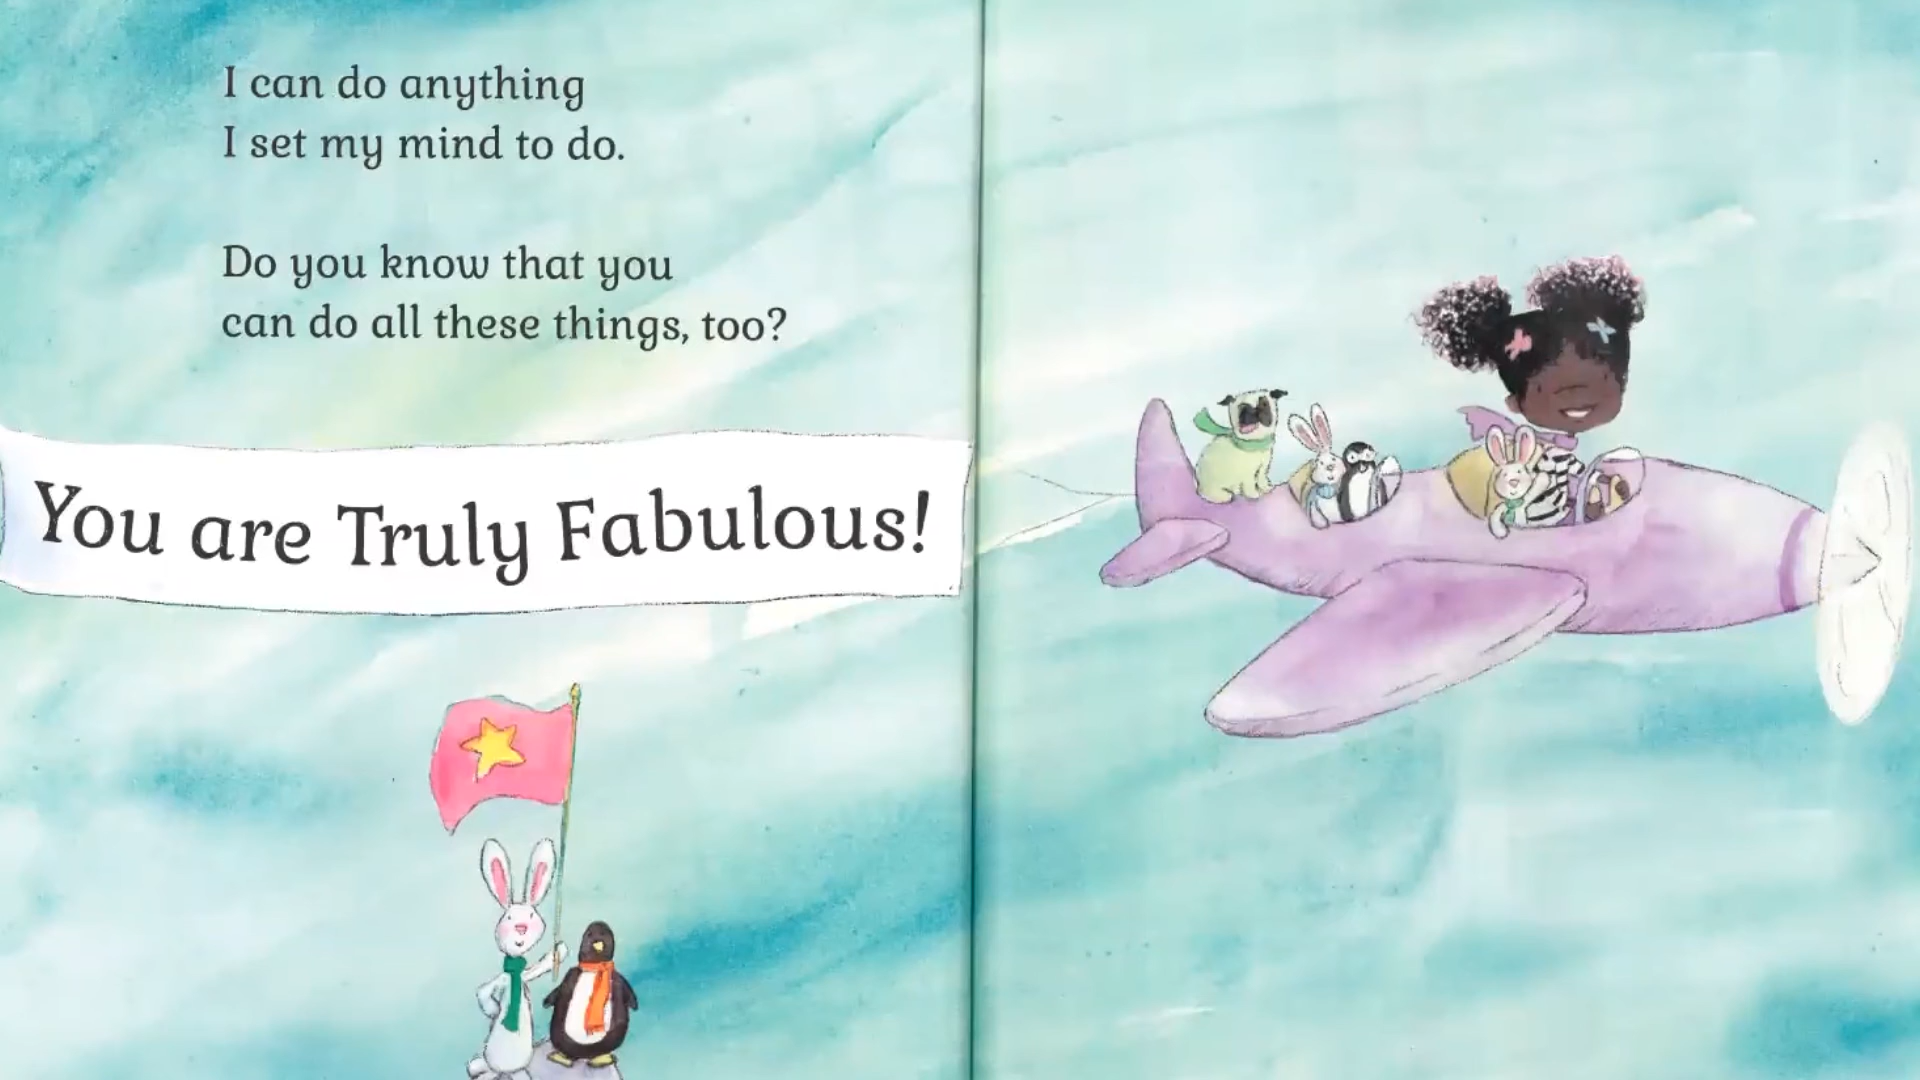 I can do anything
I set my mind to do.
Do you know that you
can do all these things, too?
You are Truly Fabulous!